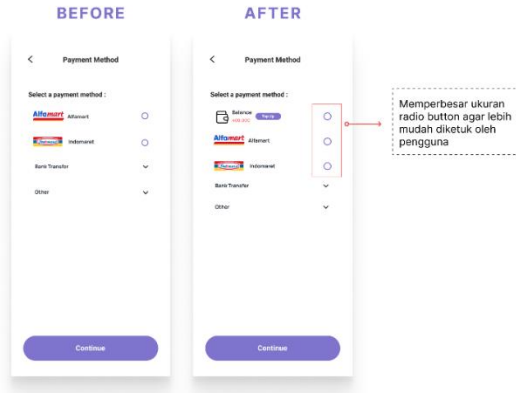 BEFORE
Payment Method
Select a payment method :
Alfamart Alfamart
Indomaret Indomaret
Bank Transfer
Other
Continue
AFTER
Payment Method
Select a payment method :
Balance
Top Up
Alfamart Alfamart
Indomaret Indomaret
Bank Transfer
Other
Continue
Memperbesar ukuran
radio button agar lebih
mudah diketuk oleh
pengguna